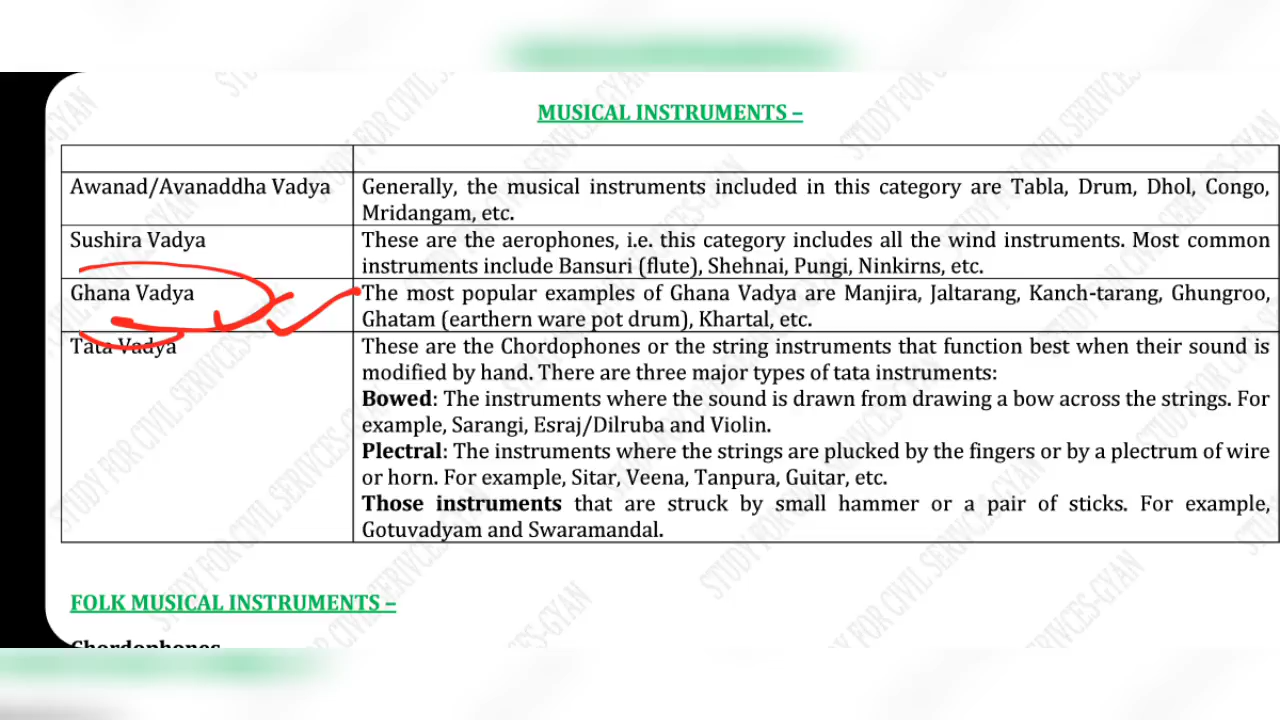 MUSICAL INSTRUMENTS –
Awanad/Avanaddha Vadya
Generally, the musical instruments included in this category are Tabla, Drum, Dhol, Congo,
Mridangam, etc.
Sushira Vadya
These are the aerophones, i.e. this category includes all the wind instruments. Most common
instruments include Bansuri (flute), Shehnai, Pungi, Ninkirns, etc.
Ghana Vadya
The most popular examples of Ghana Vadya are Manjira, Jaltarang, Kanch-tarang, Ghungroo,
Ghatam (earthern ware pot drum), Khartal, etc.
Tata Vadya
These are the Chordophones or the string instruments that function best when their sound is
modified by hand. There are three major types of tata instruments:
Bowed: The instruments where the sound is drawn from drawing a bow across the strings. For
example, Sarangi, Esraj/Dilruba and Violin.
Plectral: The instruments where the strings are plucked by the fingers or by a plectrum of wire
or horn. For example, Sitar, Veena, Tanpura, Guitar, etc.
Those instruments that are struck by small hammer or a pair of sticks. For example,
Gotuvadyam and Swaramandal.
FOLK MUSICAL INSTRUMENTS –
Chordophones
STUDY FOR CIVIL SERIVCES-GYAN